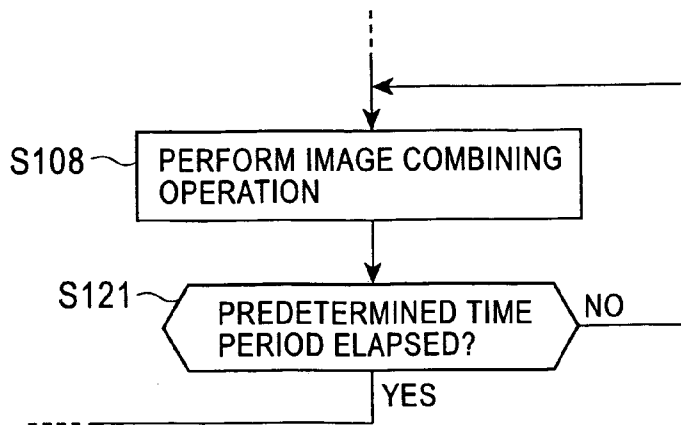 S108
PERFORM IMAGE COMBINING
OPERATION
S121
PREDETERMINED TIME
PERIOD ELAPSED?
NO
YES